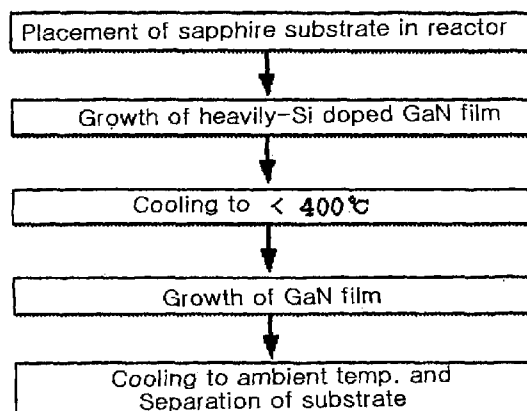 Placement of sapphire substrate in reactor
Growth of heavily-Si doped GaN film
Cooling to < 400℃
Growth of GaN film
Cooling to ambient temp. and
Separation of substrate